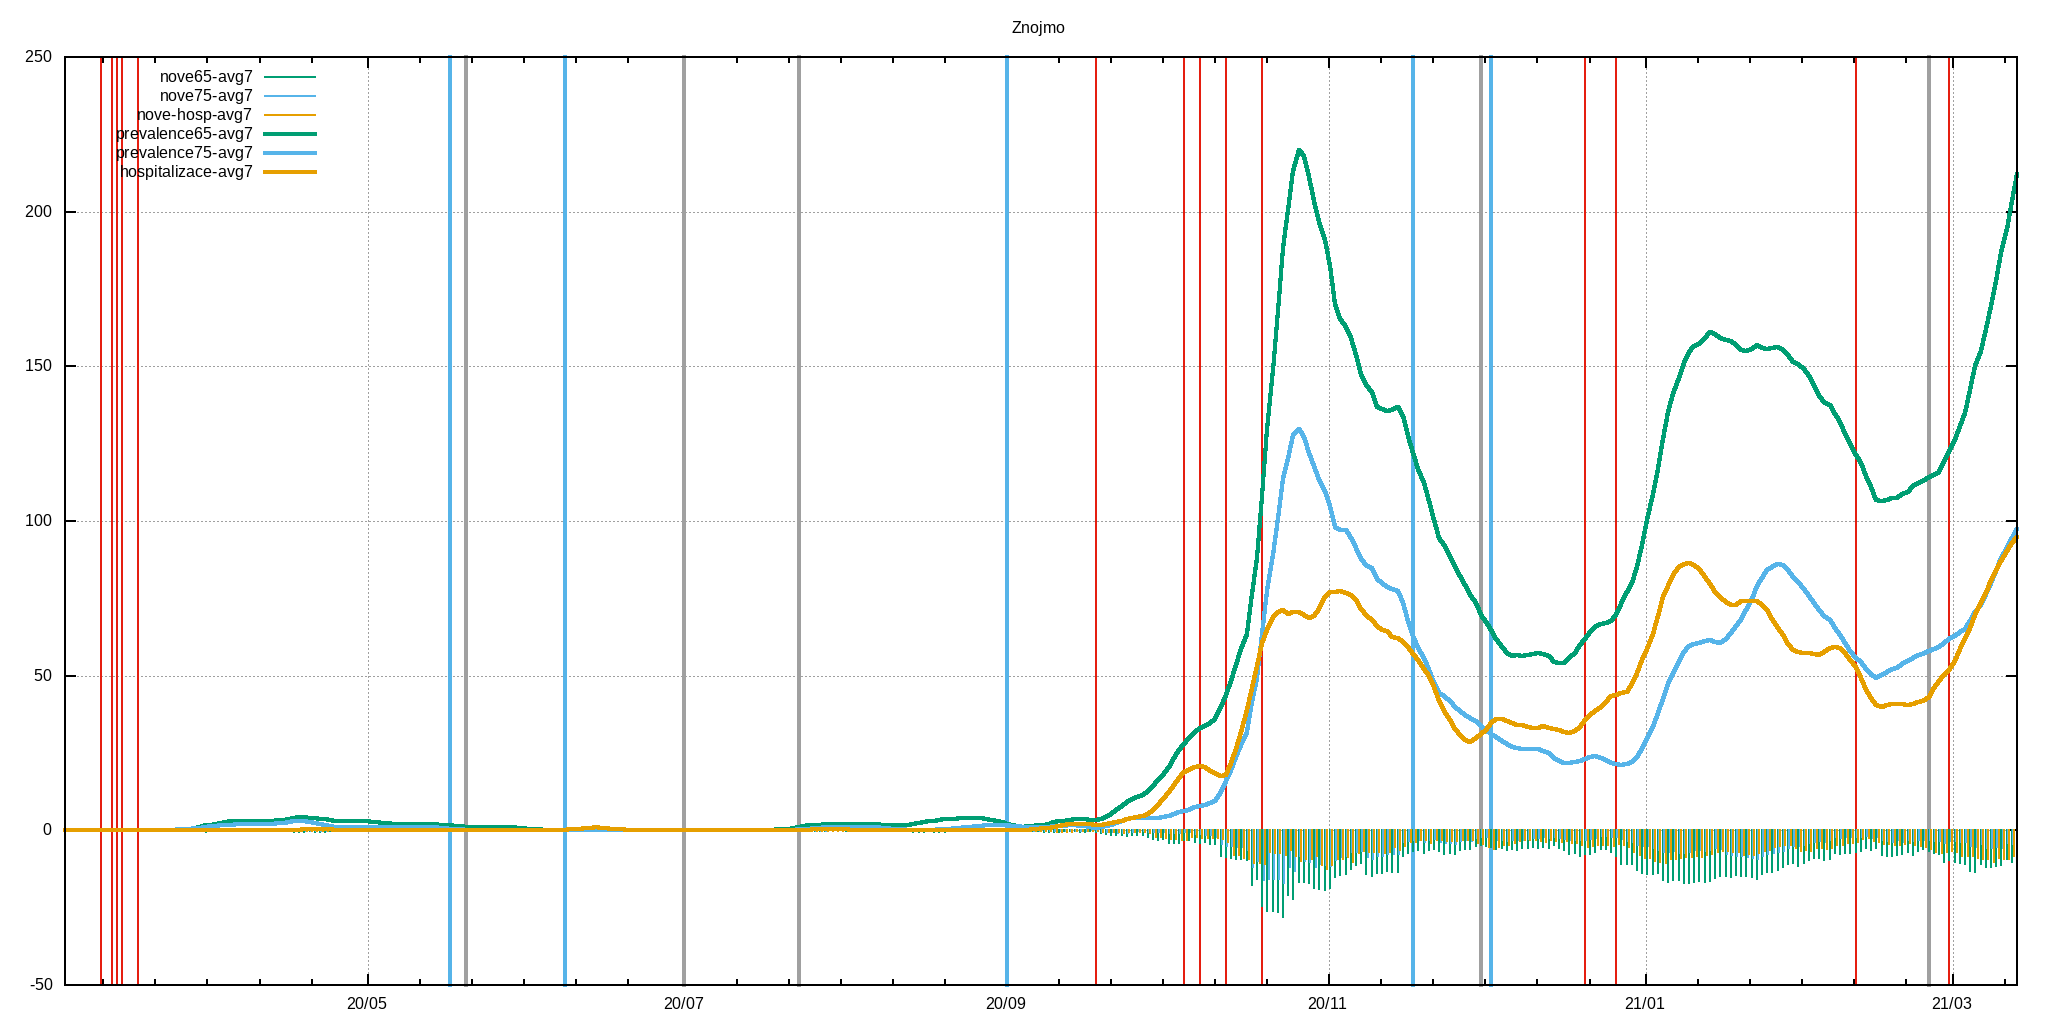 Znojmo
250
200
150
100
50
0
-50
nove65-avg7
nove75-avg7
nove-hosp-avg7
prevalence65-avg7
prevalence75-avg7
hospitalizace-avg7
20/05
20/07
20/09
20/11
21/01
21/03